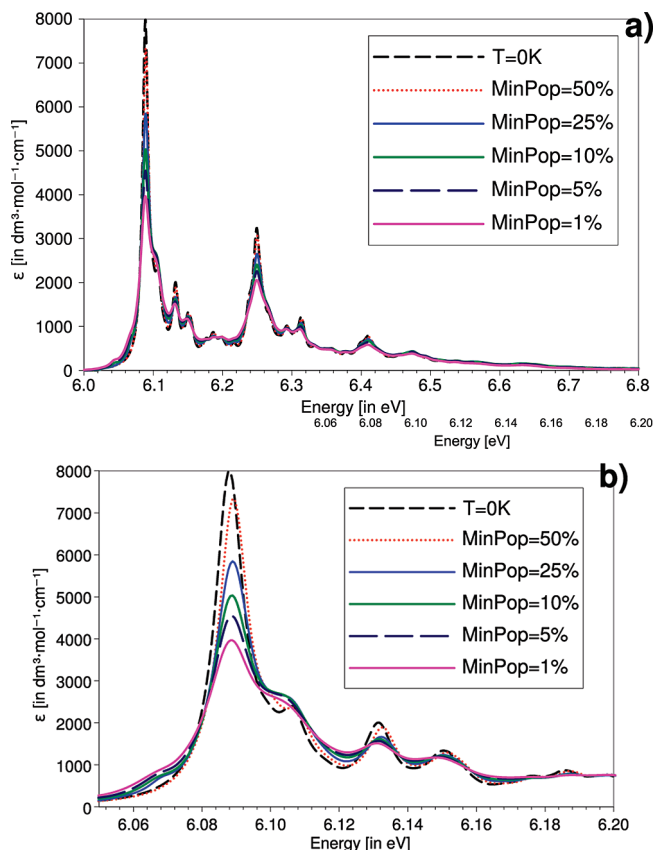 a)
8000
7000
6000
5000
4000
3000
2000
1000
0
ε [in dm³·mol⁻¹·cm⁻¹]
T=0K
MinPop=50%
MinPop=25%
MinPop=10%
MinPop=5%
MinPop=1%
6.0 6.1 6.2 6.3 6.4 6.5 6.6 6.7 6.8
Energy [in eV]
6.06 6.08 6.10 6.12 6.14 6.16 6.18 6.20
Energy [eV]
b)
8000
7000
6000
5000
4000
3000
2000
1000
0
ε [in dm³·mol⁻¹·cm⁻¹]
T=0K
MinPop=50%
MinPop=25%
MinPop=10%
MinPop=5%
MinPop=1%
6.06 6.08 6.10 6.12 6.14 6.16 6.18 6.20
Energy [in eV]